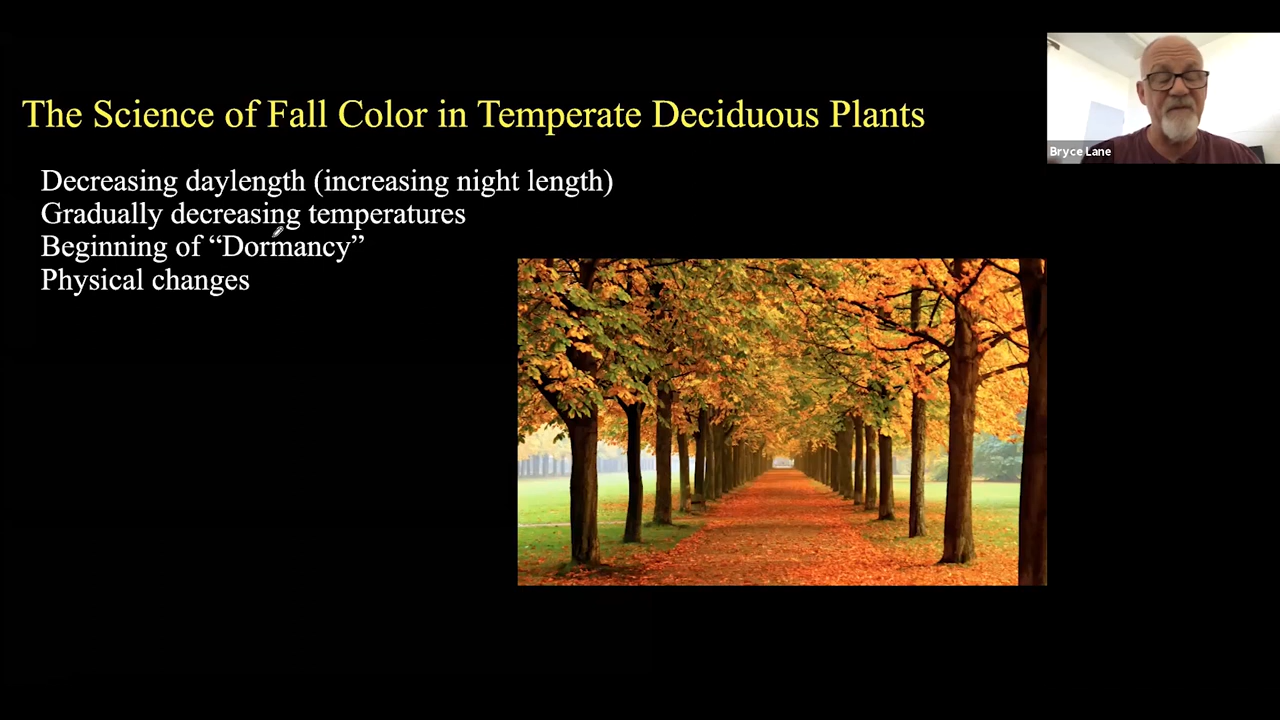 The Science of Fall Color in Temperate Deciduous Plants
Decreasing daylength (increasing night length)
Gradually decreasing temperatures
Beginning of “Dormancy”
Physical changes
Bryce Lane